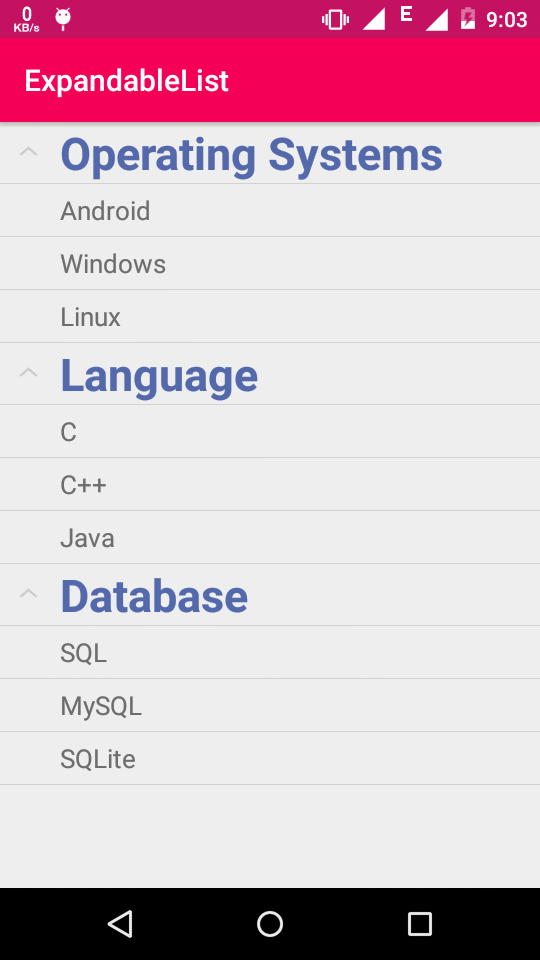 0
KB/s
E
9:03
ExpandableList
Operating Systems
Android
Windows
Linux
Language
C
C++
Java
Database
SQL
MySQL
SQLite